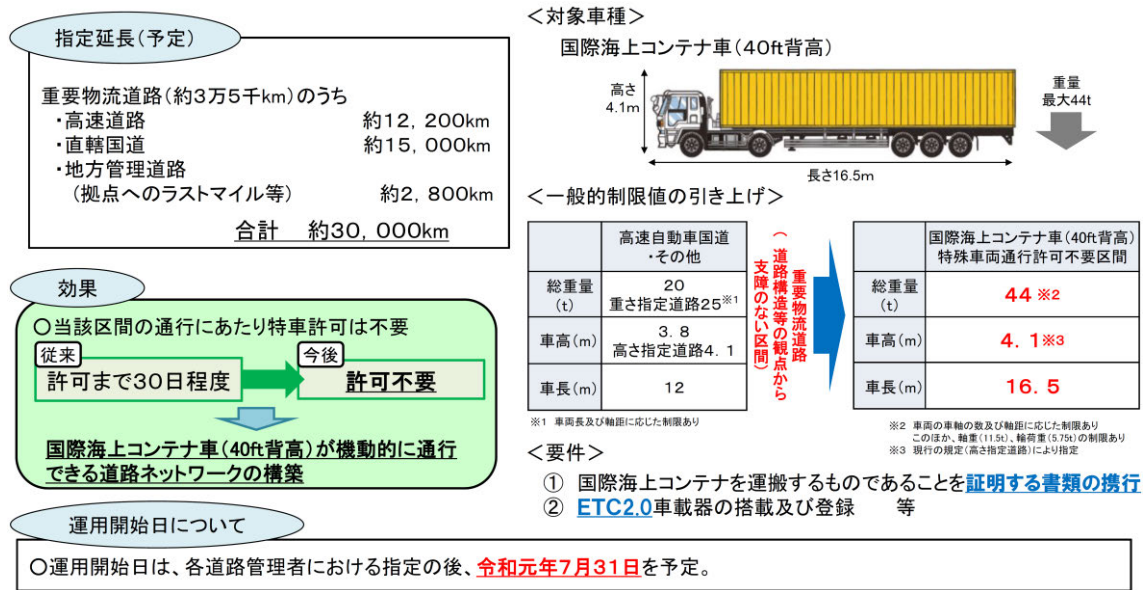 指定延長(予定)
重要物流道路(約3万5千km)のうち
・高速道路 約12,200km
・直轄国道 約15,000km
・地方管理道路
(拠点へのラストマイル等) 約2,800km
合計 約30,000km
効果
○当該区間の通行にあたり特車許可は不要
従来
今後
許可まで30日程度
許可不要
国際海上コンテナ車(40ft背高)が機動的に通行
できる道路ネットワークの構築
<対象車種>
国際海上コンテナ車(40ft背高)
高さ
4.1m
重量
最大44t
長さ16.5m
<一般的制限値の引き上げ>
高速自動車国道
・その他
総重量
(t)
20
重さ指定道路25※1
車高(m)
3.8
高さ指定道路4.1
車長(m)
12
※1 車両長及び軸距に応じた制限あり
重要物流道路
(道路構造等の観点から
支障のない区間)
国際海上コンテナ車(40ft背高)
特殊車両通行許可不要区間
総重量
(t)
44 ※2
車高(m)
4.1※3
車長(m)
16.5
※2 車両の車軸の数及び軸距に応じた制限あり
このほか、軸重(11.5t)、輪荷重(5.75t)の制限あり
※3 現行の規定(高さ指定道路)により指定
<要件>
① 国際海上コンテナを運搬するものであることを証明する書類の携行
② ETC2.0車載器の搭載及び登録 等
運用開始日について
○運用開始日は、各道路管理者における指定の後、令和元年7月31日を予定。